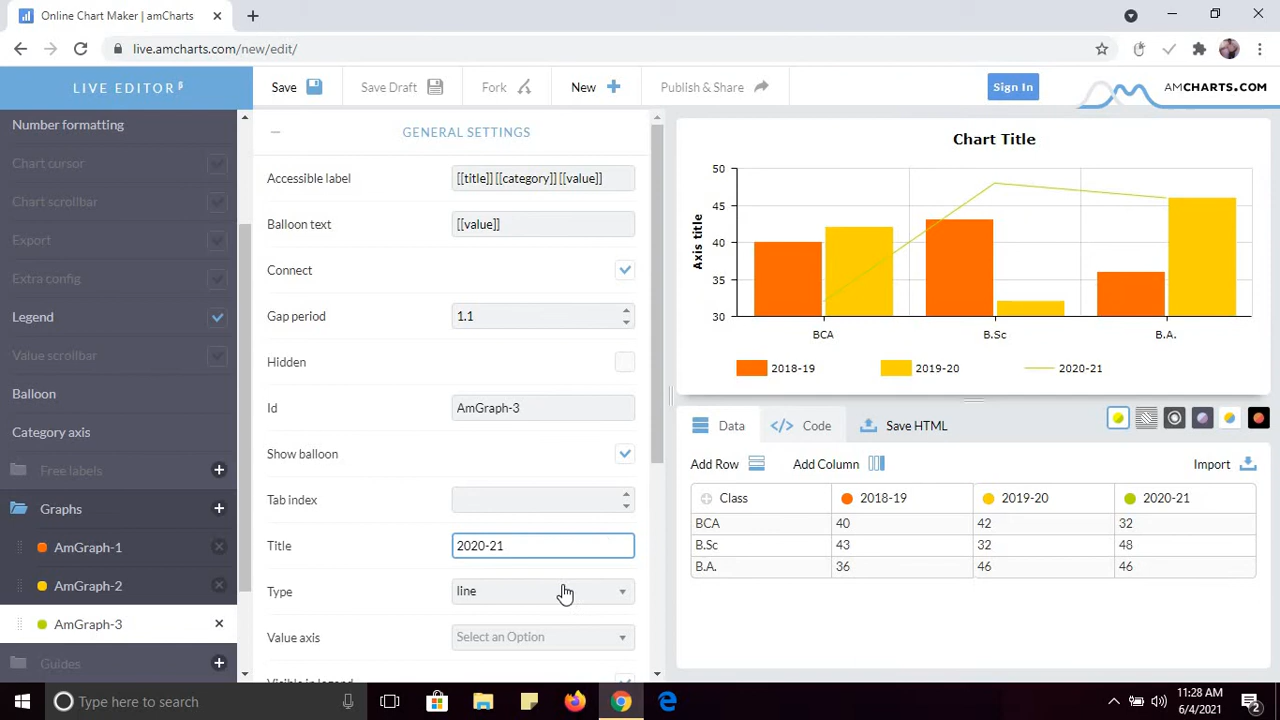 Online Chart Maker | amCharts
live.amcharts.com/new/edit/
LIVE EDITOR β
Save
Save Draft
Fork
New
Publish & Share
Sign In
AMCHARTS.COM
Number formatting
Chart cursor
Chart scrollbar
Export
Extra config.
Legend
Value scrollbar
Balloon
Category axis
Free labels
Graphs
AmGraph-1
AmGraph-2
AmGraph-3
Guides
GENERAL SETTINGS
Accessible label
[[title]] [[category]] [[value]]
Balloon text
[[value]]
Connect
Gap period
1.1
Hidden
Id
AmGraph-3
Show balloon
Tab index
Title
2020-21
Type
line
Value axis
Select an Option
Visible in legend
Chart Title
Axis title
50
45
40
35
30
BCA
B.Sc
B.A.
2018-19
2019-20
2020-21
Data
</> Code
Save HTML
Add Row
Add Column
Import
Class 2018-19 2019-20 2020-21
BCA 40 42 32
B.Sc 43 32 48
B.A. 36 46 46
Type here to search
11:28 AM
6/4/2021
2